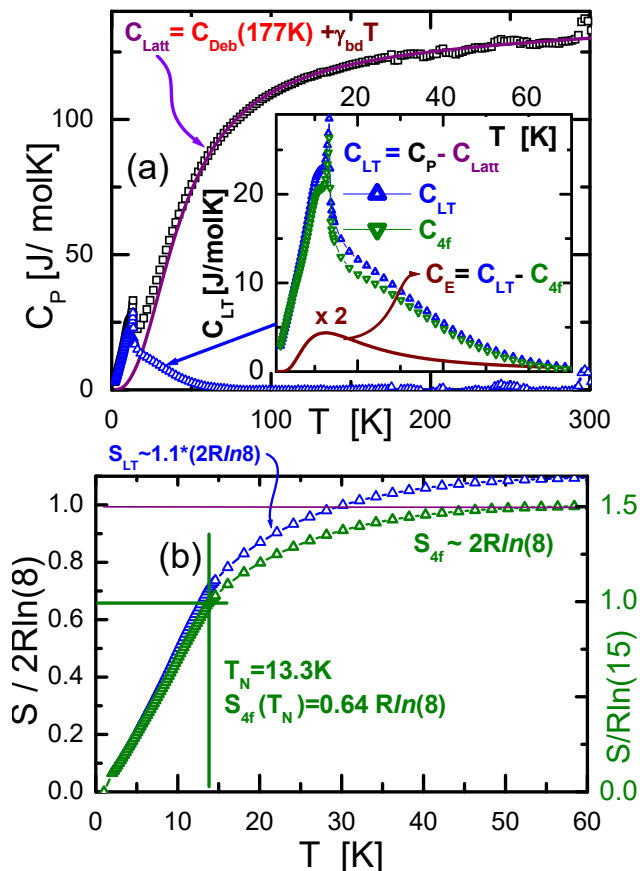 C_Latt = C_Deb(177K) +γ_bdT
(a)
C_P [J/ molK]
0
50
100
0
100
200
300
T [K]
20
40
60
T [K]
C_LT = C_P- C_Latt
C_LT
C_4f
C_E= C_LT- C_4f
x 2
C_LT [J/molK]
0
10
20
S_LT~1.1*(2Rln8)
(b)
S_4f ~ 2Rln(8)
T_N=13.3K
S_4f (T_N)=0.64 Rln(8)
S / 2Rln(8)
0.0
0.2
0.4
0.6
0.8
1.0
S/Rln(15)
0.0
0.5
1.0
1.5
0
10
20
30
40
50
60
T [K]